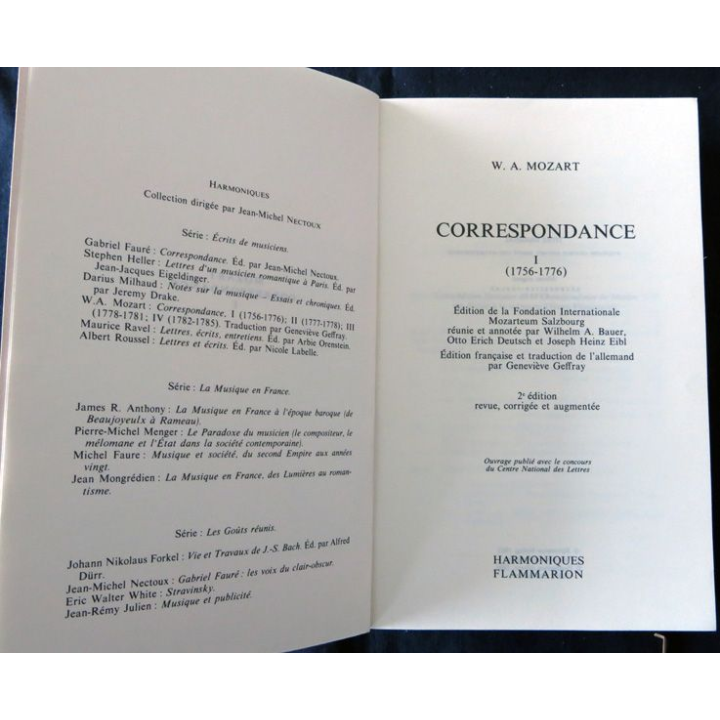 HARMONIQUES
Collection dirigée par Jean-Michel NECTOUX
Série : Écrits de musiciens.
Gabriel Fauré : Correspondance. Éd. par Jean-Michel Nectoux.
Stephen Heller : Lettres d'un musicien romantique à Paris. Éd. par
Jean-Jacques Eigeldinger.
Darius Milhaud : Notes sur la musique – Essais et chroniques. Éd.
par Jeremy Drake.
W.A. Mozart : Correspondance, I (1756-1776); II (1777-1778); III
(1778-1781; IV (1782-1785). Traduction par Geneviève Geffray.
Maurice Ravel : Lettres, écrits, entretiens. Éd. par Arbie Orenstein.
Albert Roussel : Lettres et écrits. Éd. par Nicole Labelle.
Série : La Musique en France.
James R. Anthony : La Musique en France à l'époque baroque (de
Beaujoyeulx à Rameau).
Pierre-Michel Menger : Le Paradoxe du musicien (le compositeur, le
mélomane et l'État dans la société contemporaine).
Michel Faure : Musique et société, du second Empire aux années
vingt.
Jean Mongrédien : La Musique en France, des Lumières au roman-
tisme.
Série : Les Goûts réunis.
Johann Nikolaus Forkel : Vie et Travaux de J.-S. Bach. Éd. par Alfred
Dürr.
Jean-Michel Nectoux : Gabriel Fauré : les voix du clair-obscur.
Eric Walter White : Stravinsky.
Jean-Rémy Julien : Musique et publicité.
W. A. MOZART
CORRESPONDANCE
I
(1756-1776)
Édition de la Fondation Internationale
Mozarteum Salzbourg
réunie et annotée par Wilhelm A. Bauer,
Otto Erich Deutsch et Joseph Heinz Eibl
Édition française et traduction de l'allemand
par Geneviève Geffray
2e édition
revue, corrigée et augmentée
Ouvrage publié avec le concours
du Centre National des Lettres
HARMONIQUES
FLAMMARION